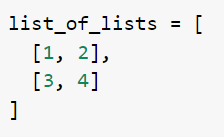 list_of_lists = [
  [1, 2],
  [3, 4]
]